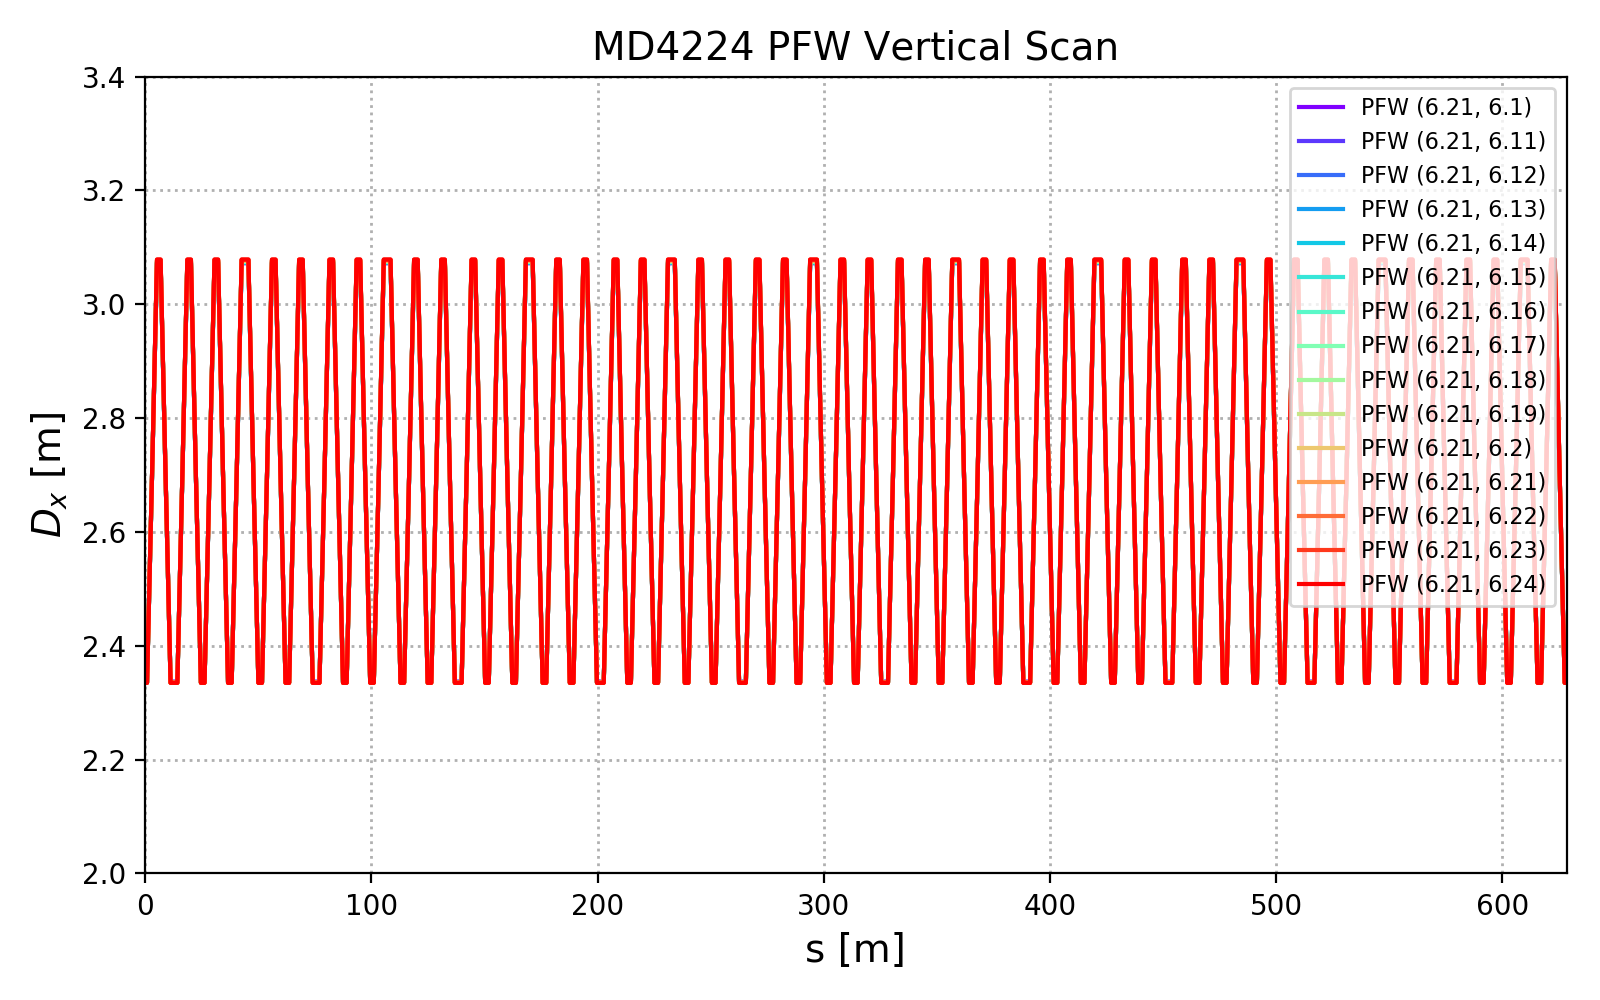 MD4224 PFW Vertical Scan
3.4
3.2
3.0
2.8
2.6
2.4
2.2
2.0
D_x [m]
PFW (6.21, 6.1)
PFW (6.21, 6.11)
PFW (6.21, 6.12)
PFW (6.21, 6.13)
PFW (6.21, 6.14)
PFW (6.21, 6.15)
PFW (6.21, 6.16)
PFW (6.21, 6.17)
PFW (6.21, 6.18)
PFW (6.21, 6.19)
PFW (6.21, 6.2)
PFW (6.21, 6.21)
PFW (6.21, 6.22)
PFW (6.21, 6.23)
PFW (6.21, 6.24)
0 100 200 300 400 500 600
s [m]